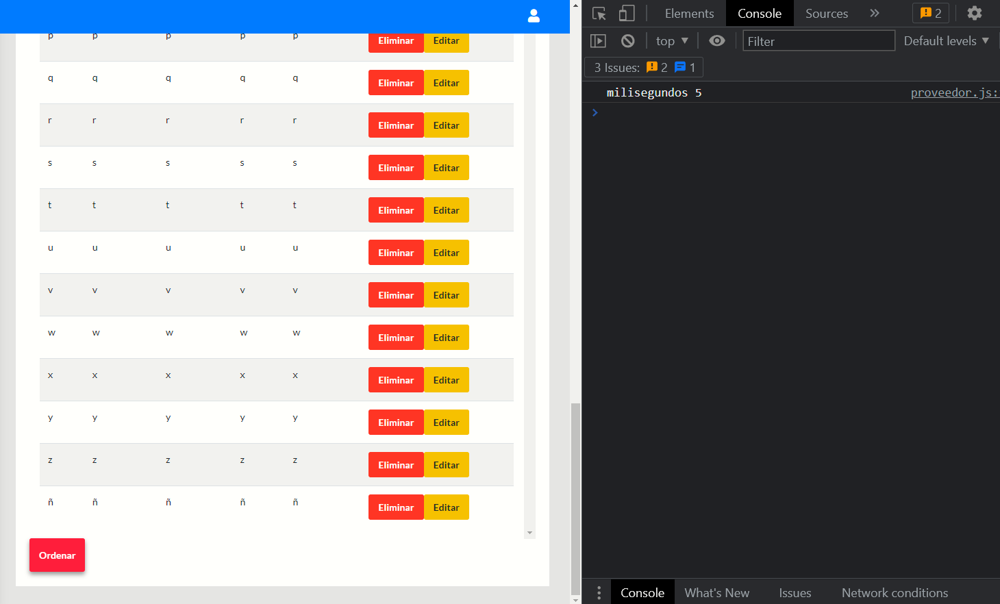 p p p p p Eliminar Editar
q q q q q Eliminar Editar
r r r r r Eliminar Editar
s s s s s Eliminar Editar
t t t t t Eliminar Editar
u u u u u Eliminar Editar
v v v v v Eliminar Editar
w w w w w Eliminar Editar
x x x x x Eliminar Editar
y y y y y Eliminar Editar
z z z z z Eliminar Editar
ñ ñ ñ ñ ñ Eliminar Editar
Ordenar
Elements Console Sources 2
top Filter Default levels
3 Issues: 2 1
milisegundos 5 proveedor.js:
Console What's New Issues Network conditions